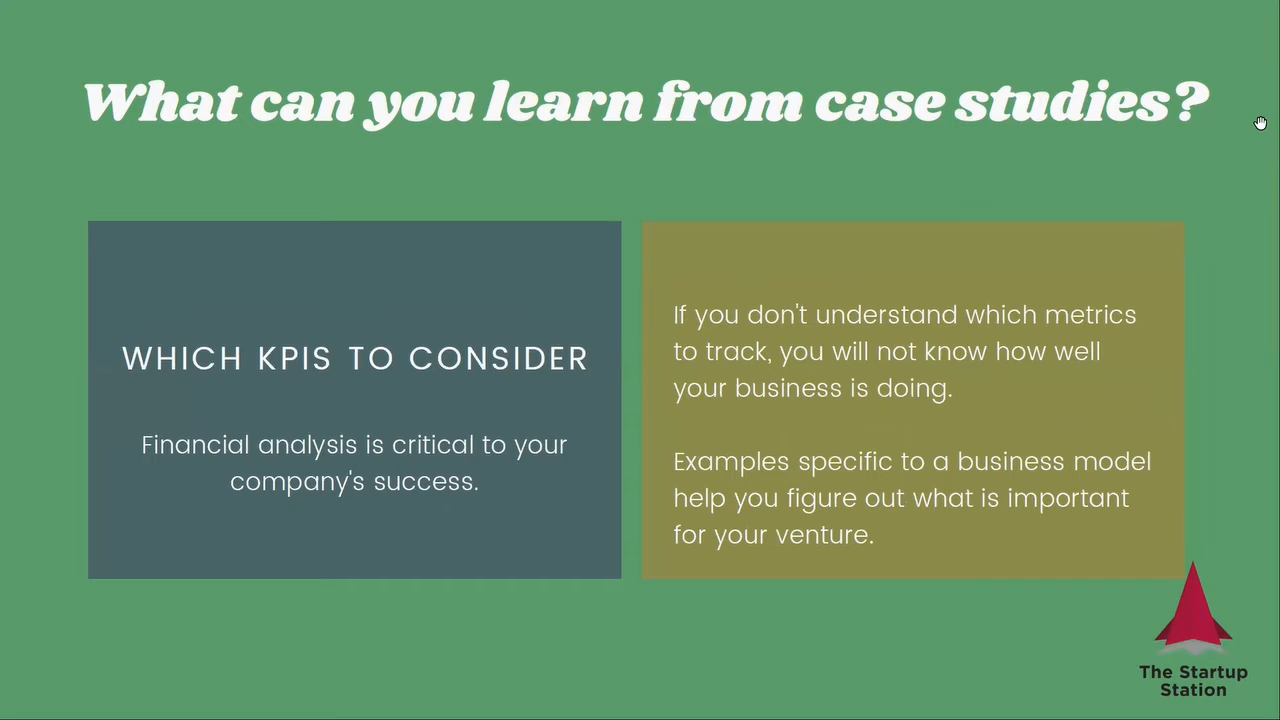 What can you learn from case studies?
WHICH KPIS TO CONSIDER
Financial analysis is critical to your
company's success.
If you don't understand which metrics
to track, you will not know how well
your business is doing.
Examples specific to a business model
help you figure out what is important
for your venture.
The Startup
Station